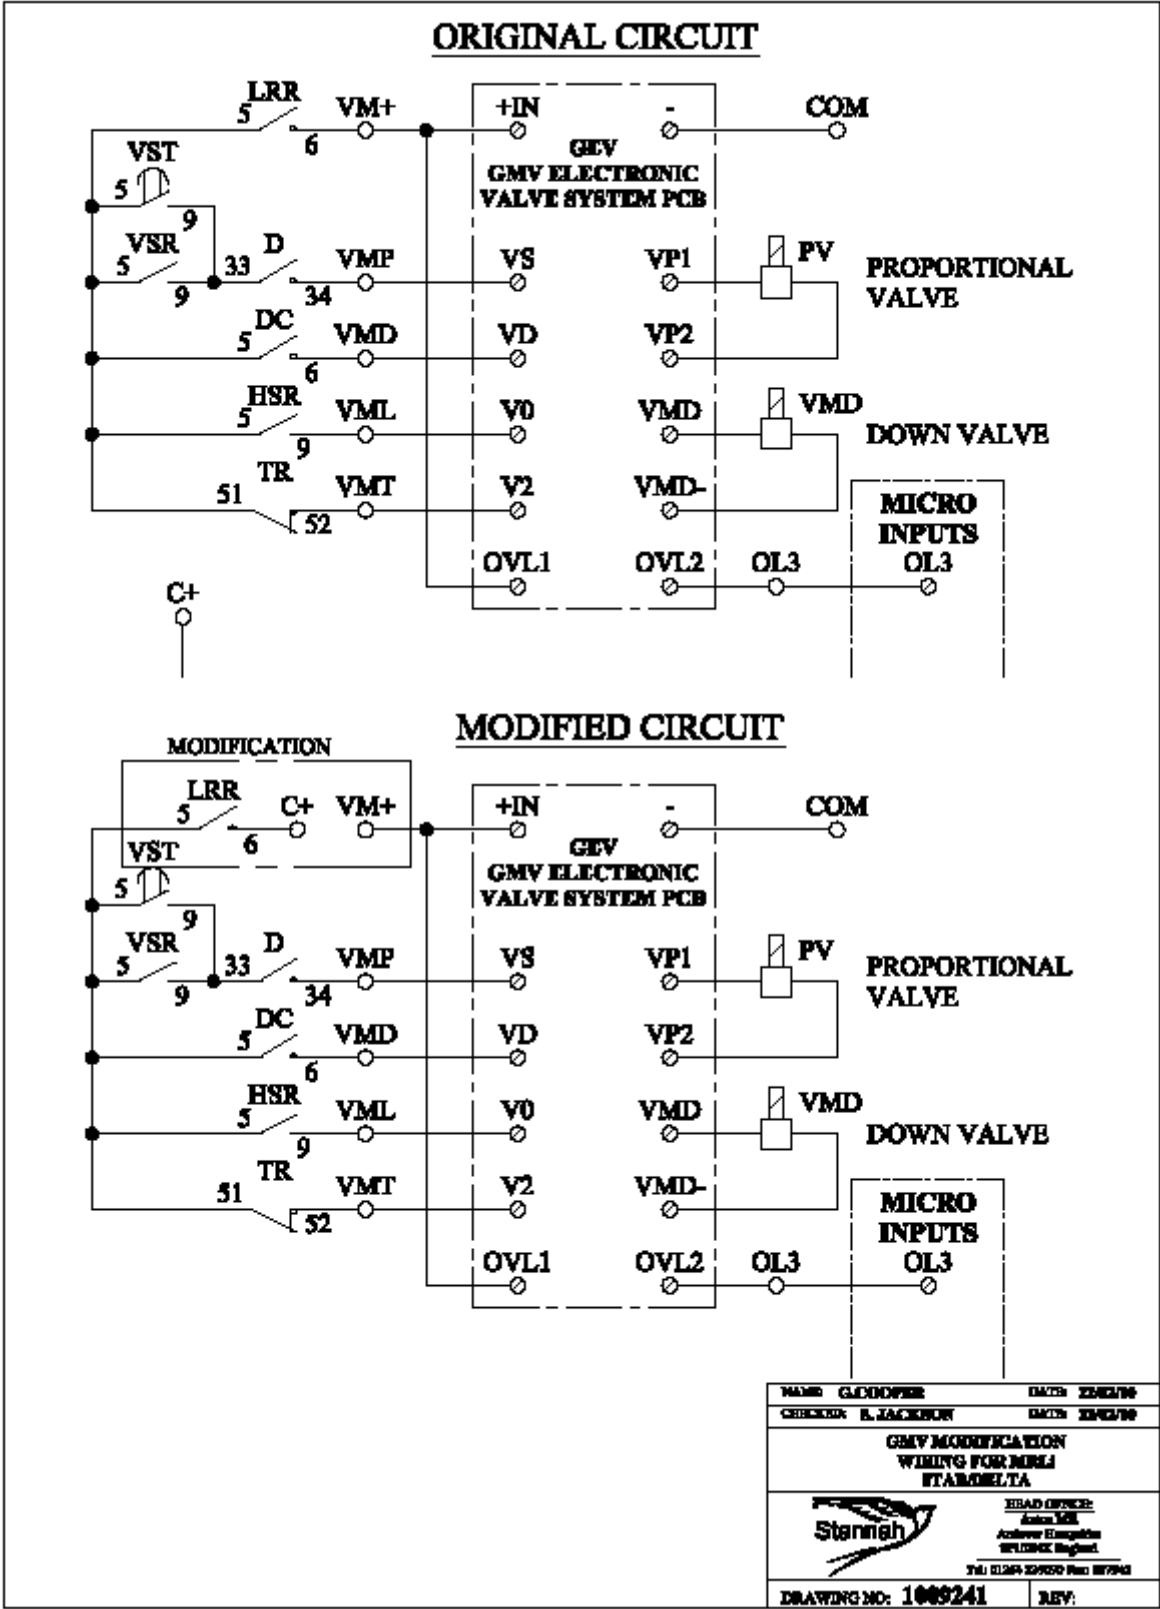 ORIGINAL CIRCUIT
LRR
5
6
VM+
+IN
-
COM
GEV
GMV ELECTRONIC
VALVE SYSTEM PCB
VST
5
9
VSR
5
9
33
D
34
VMP
VS
VP1
PV
PROPORTIONAL
VALVE
DC
5
6
VMD
VD
VP2
HSR
5
9
VML
V0
VMD
VMD
DOWN VALVE
TR
51
52
VMT
V2
VMD-
MICRO
INPUTS
OVL1
OVL2
OL3
OL3
C+
MODIFIED CIRCUIT
MODIFICATION
LRR
5
6
C+
VM+
+IN
-
COM
GEV
GMV ELECTRONIC
VALVE SYSTEM PCB
VST
5
9
VSR
5
9
33
D
34
VMP
VS
VP1
PV
PROPORTIONAL
VALVE
DC
5
6
VMD
VD
VP2
HSR
5
9
VML
V0
VMD
VMD
DOWN VALVE
TR
51
52
VMT
V2
VMD-
MICRO
INPUTS
OVL1
OVL2
OL3
OL3
NAME: G.COOPER DATE:
CHECKED: JACKSON DATE:
GMV MODIFICATION
WIRING FOR
STAR/DELTA
Stannah
HEAD OFFICE:
Andover Hampshire
England
DRAWING NO: 1009241 REV: